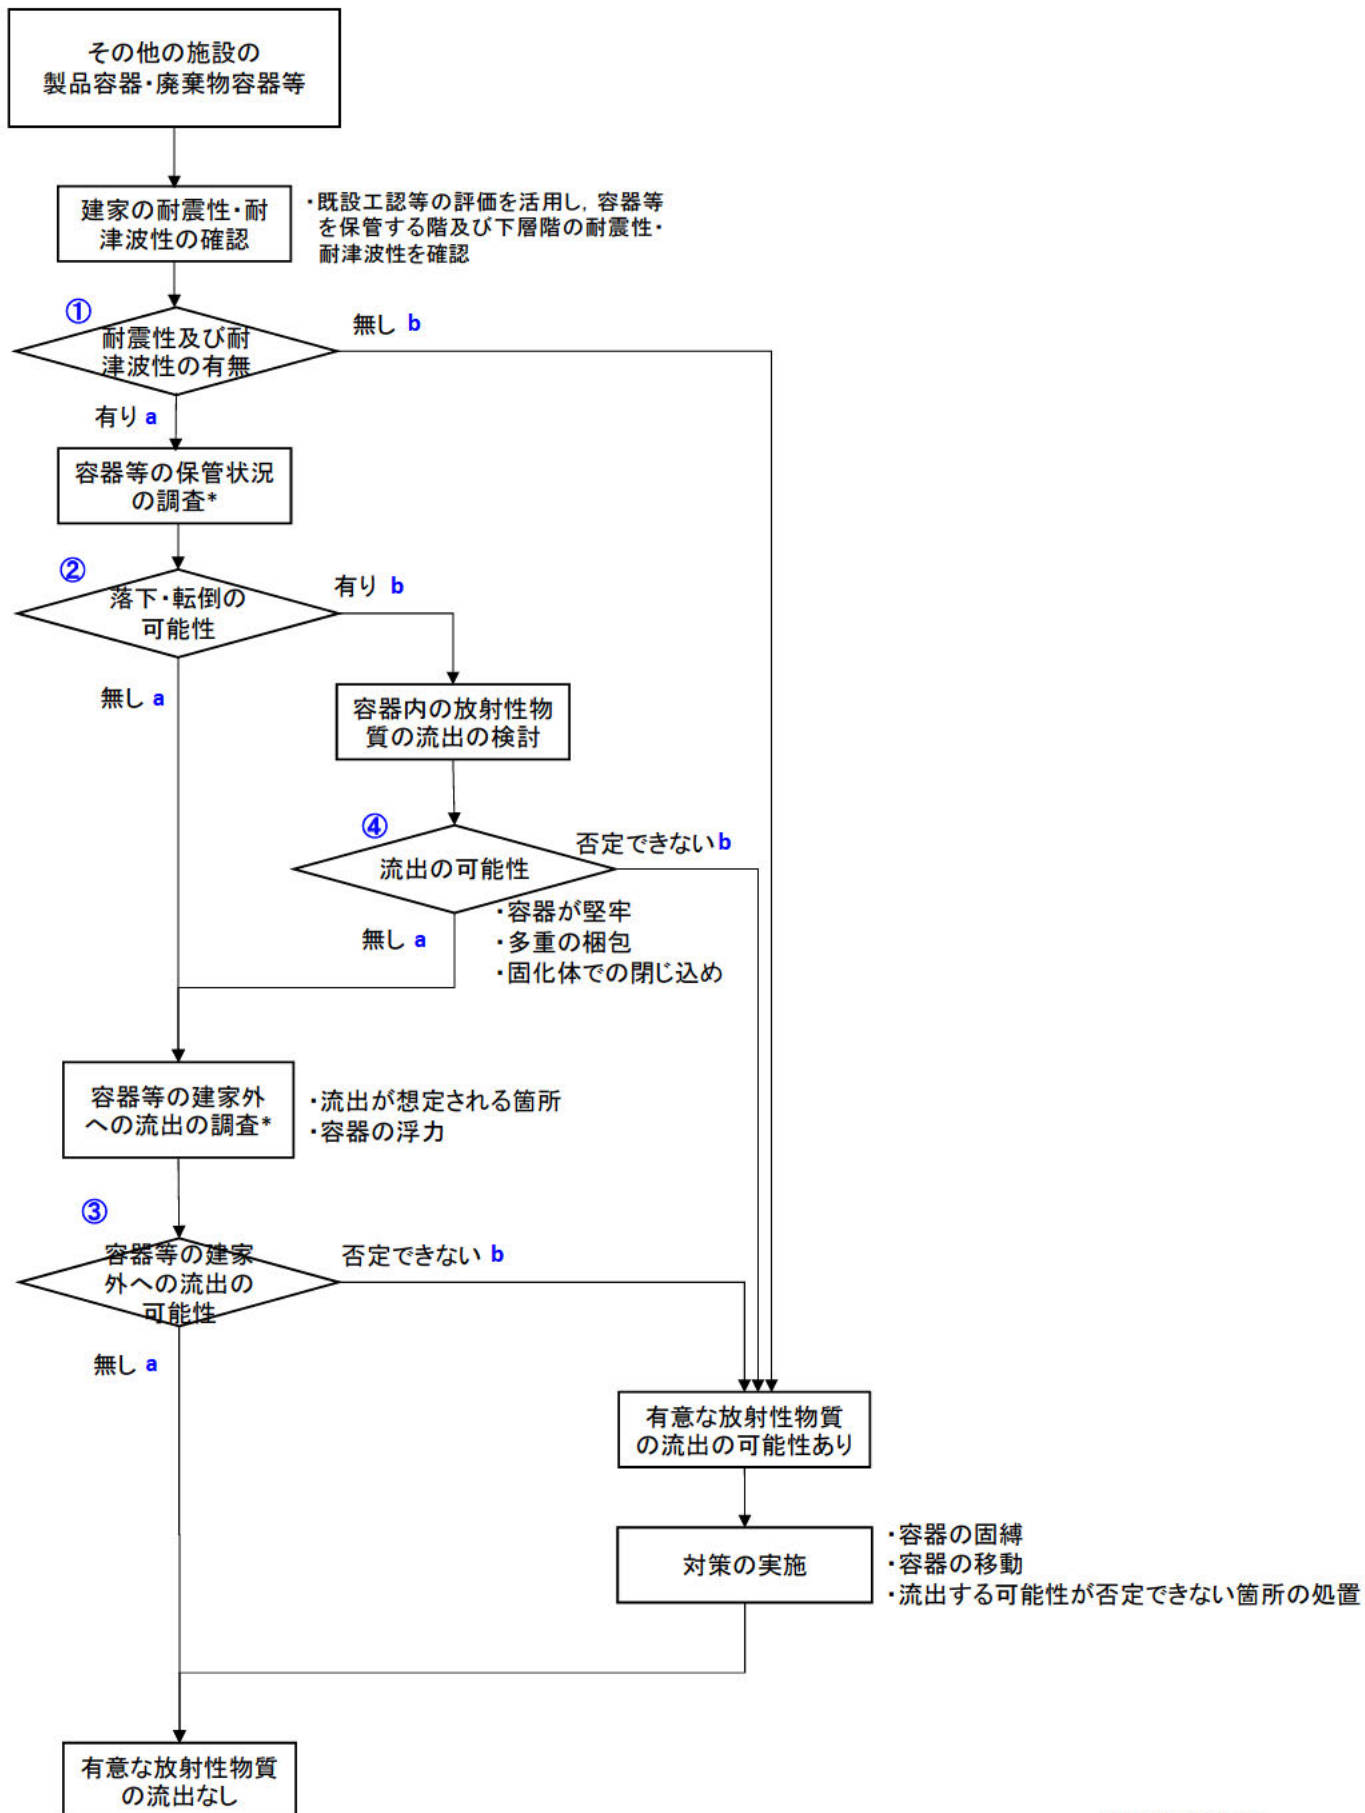 その他の施設の
製品容器・廃棄物容器等
建家の耐震性・耐
津波性の確認
・既設工認等の評価を活用し，容器等
を保管する階及び下層階の耐震性・
耐津波性を確認
①
耐震性及び耐
津波性の有無
無し b
有り a
容器等の保管状況
の調査*
②
落下・転倒の
可能性
有り b
無し a
容器内の放射性物
質の流出の検討
④
流出の可能性
否定できない b
無し a
・容器が堅牢
・多重の梱包
・固化体での閉じ込め
容器等の建家外
への流出の調査*
・流出が想定される箇所
・容器の浮力
③
容器等の建家
外への流出の
可能性
否定できない b
無し a
有意な放射性物質
の流出の可能性あり
対策の実施
・容器の固縛
・容器の移動
・流出する可能性が否定できない箇所の処置
有意な放射性物質
の流出なし